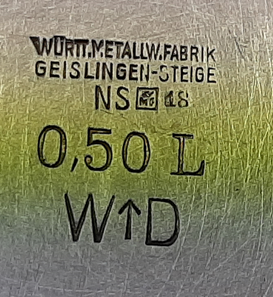 WÜRTT.METALLW.FABRIK
GEISLINGEN-STEIGE
NS 18
0,50 L
W↑D